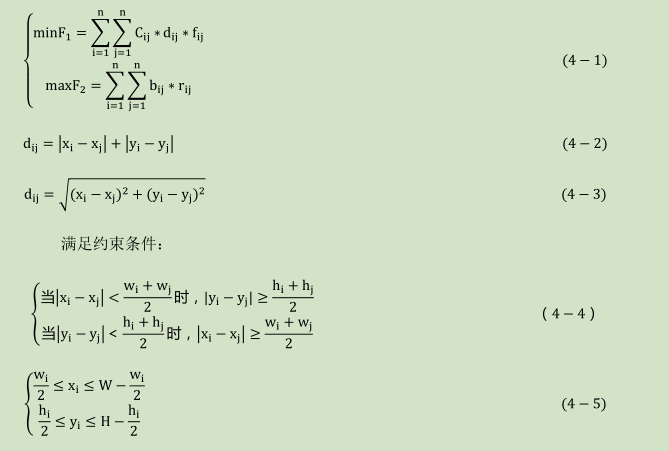 minF₁ = ∑ᵢ₌₁ⁿ ∑ⱼ₌₁ⁿ Cᵢⱼ * dᵢⱼ * fᵢⱼ (4 − 1)
maxF₂ = ∑ᵢ₌₁ⁿ ∑ⱼ₌₁ⁿ bᵢⱼ * rᵢⱼ
dᵢⱼ = |xᵢ − xⱼ| + |yᵢ − yⱼ| (4 − 2)
dᵢⱼ = √((xᵢ − xⱼ)² + (yᵢ − yⱼ)²) (4 − 3)
满足约束条件：
当|xᵢ − xⱼ| < (wᵢ + wⱼ)/2 时，|yᵢ − yⱼ| ≥ (hᵢ + hⱼ)/2 （4 − 4）
当|yᵢ − yⱼ| < (hᵢ + hⱼ)/2 时，|xᵢ − xⱼ| ≥ (wᵢ + wⱼ)/2
wᵢ/2 ≤ xᵢ ≤ W − wᵢ/2 (4 − 5)
hᵢ/2 ≤ yᵢ ≤ H − hᵢ/2